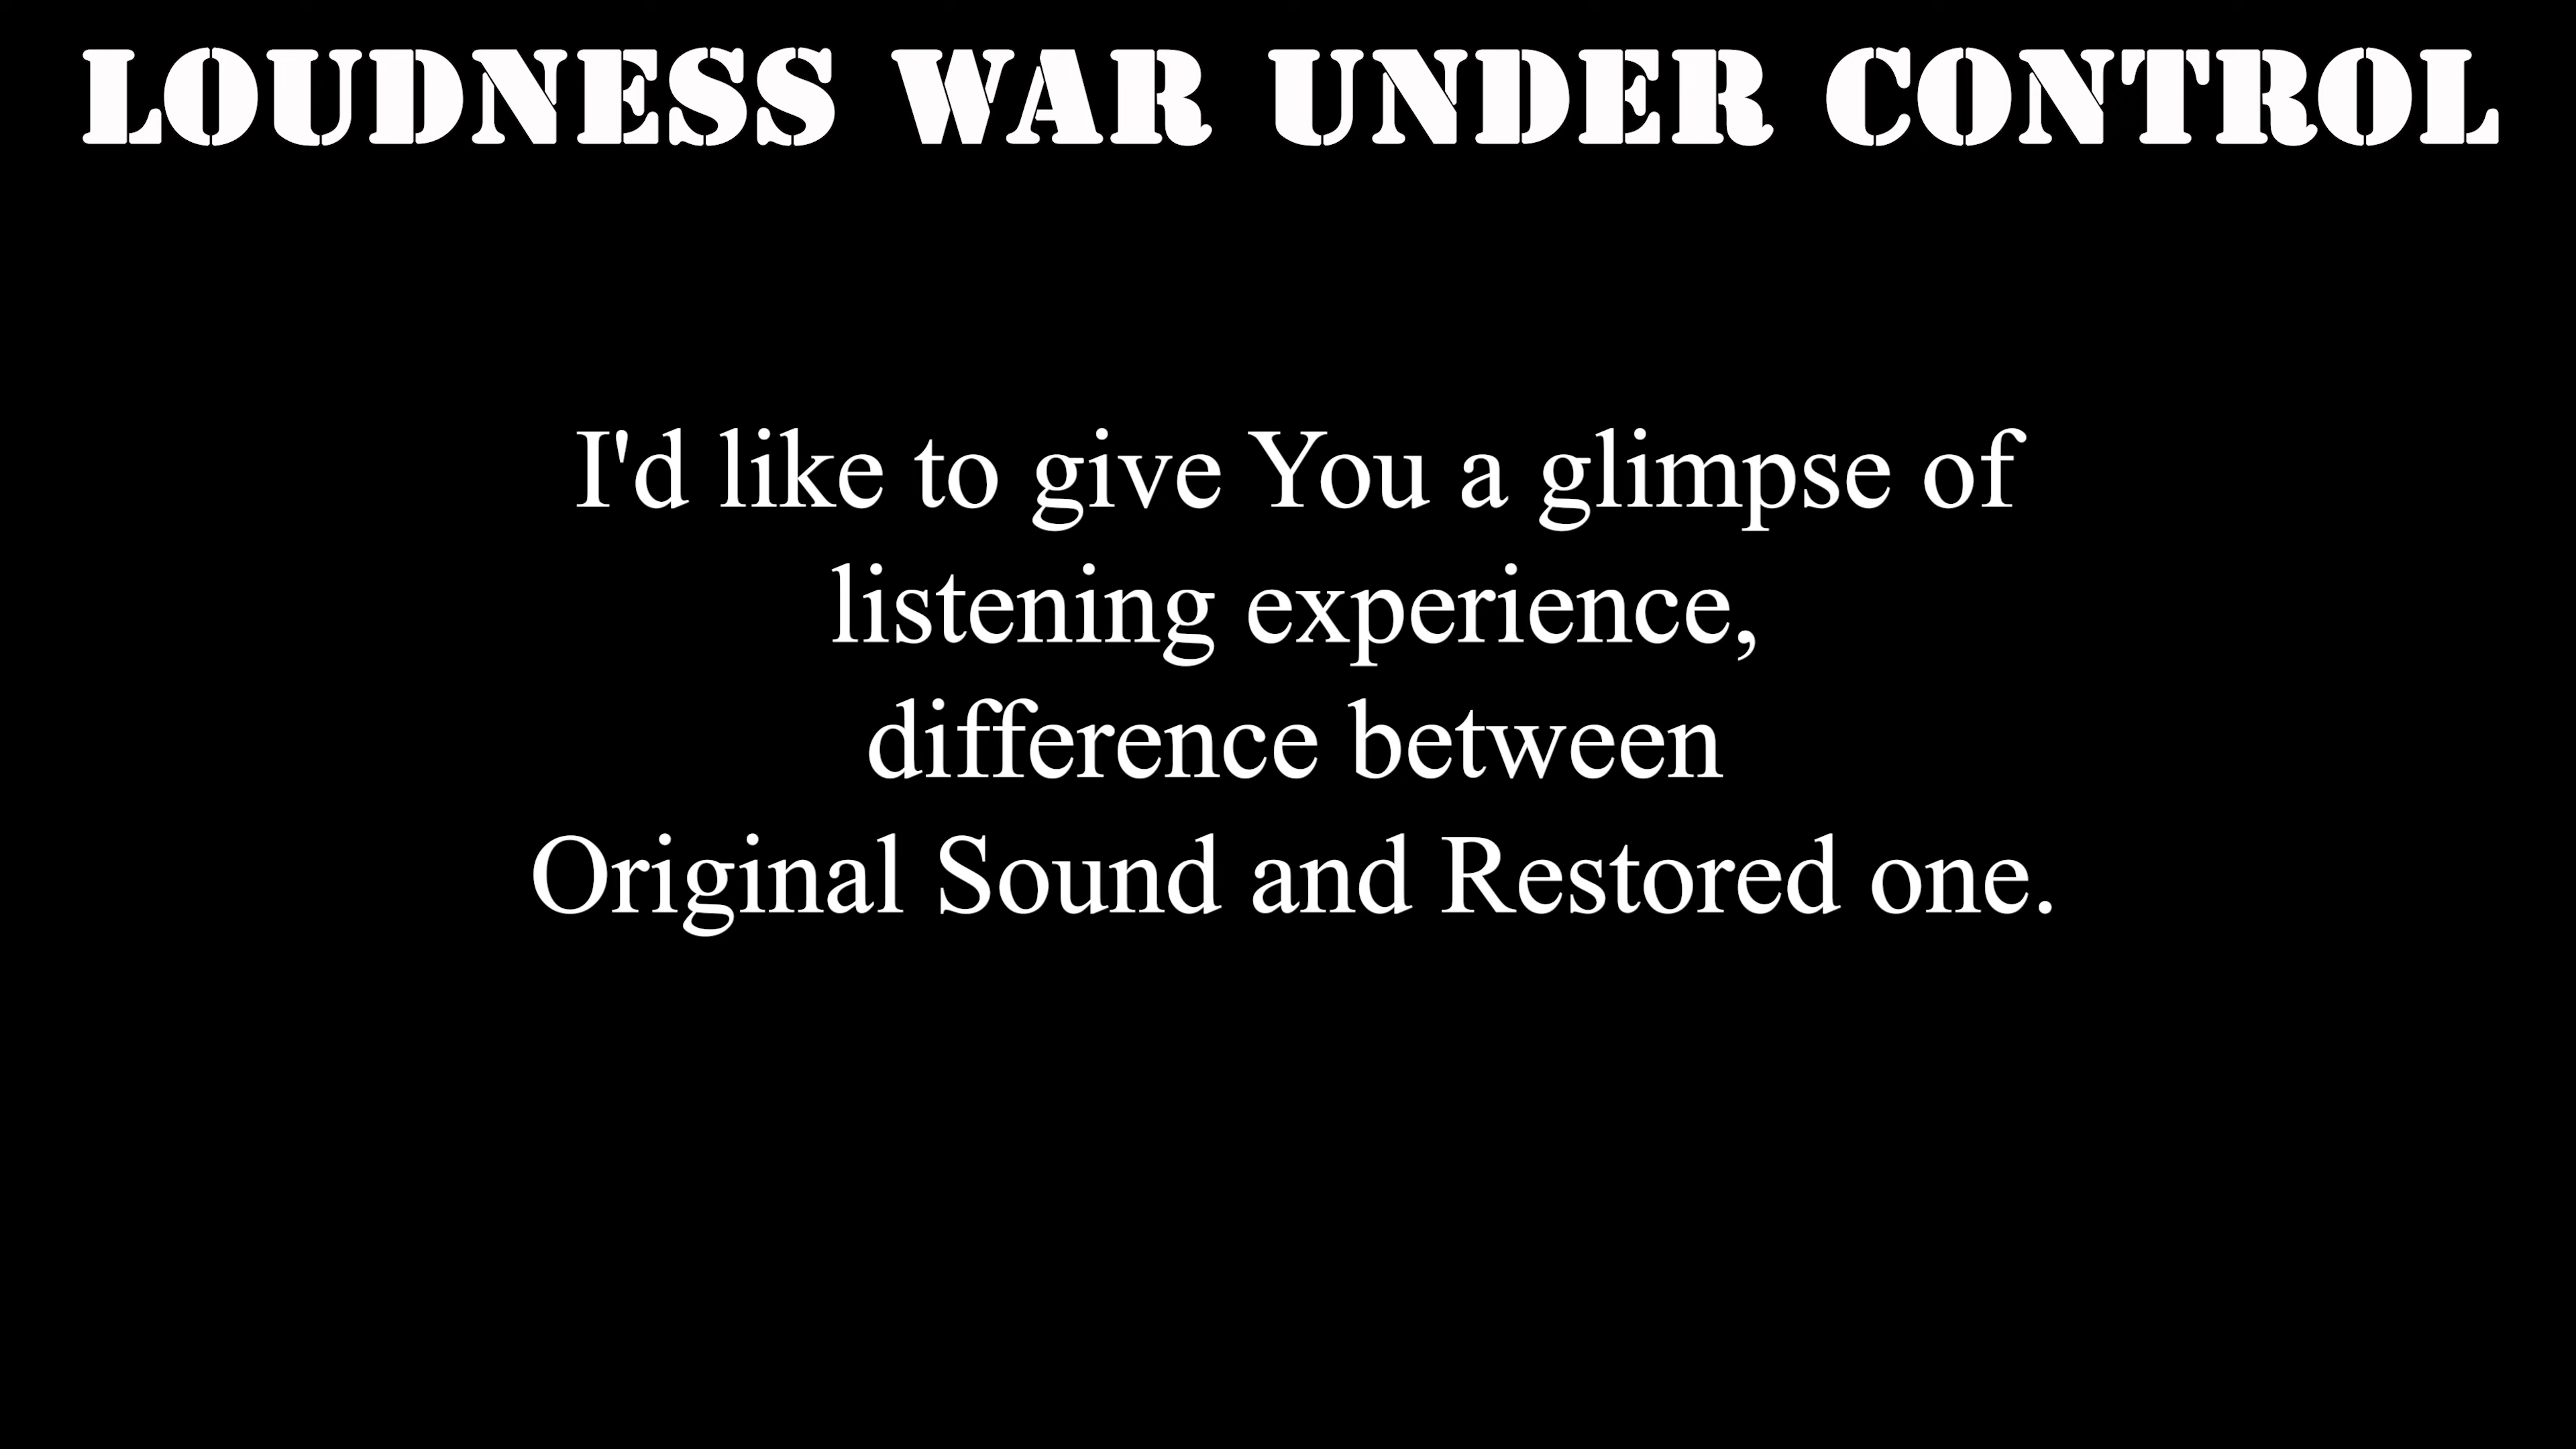 LOUDNESS WAR UNDER CONTROL
I'd like to give You a glimpse of
listening experience,
difference between
Original Sound and Restored one.